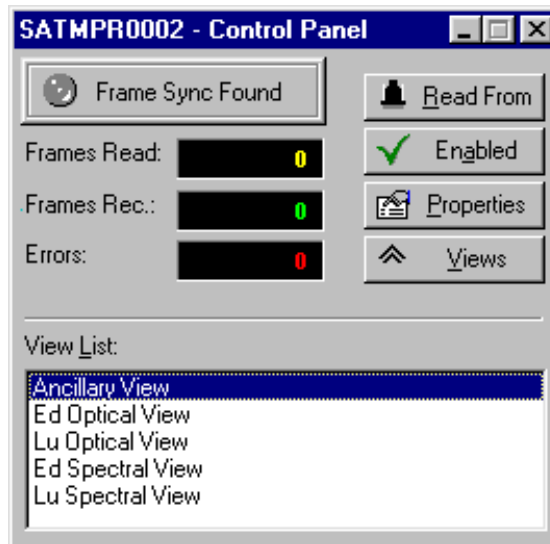 SATMPR0002 - Control Panel
Frame Sync Found
Read From
Frames Read: 0
Enabled
Frames Rec.: 0
Properties
Errors: 0
Views
View List:
Ancillary View
Ed Optical View
Lu Optical View
Ed Spectral View
Lu Spectral View